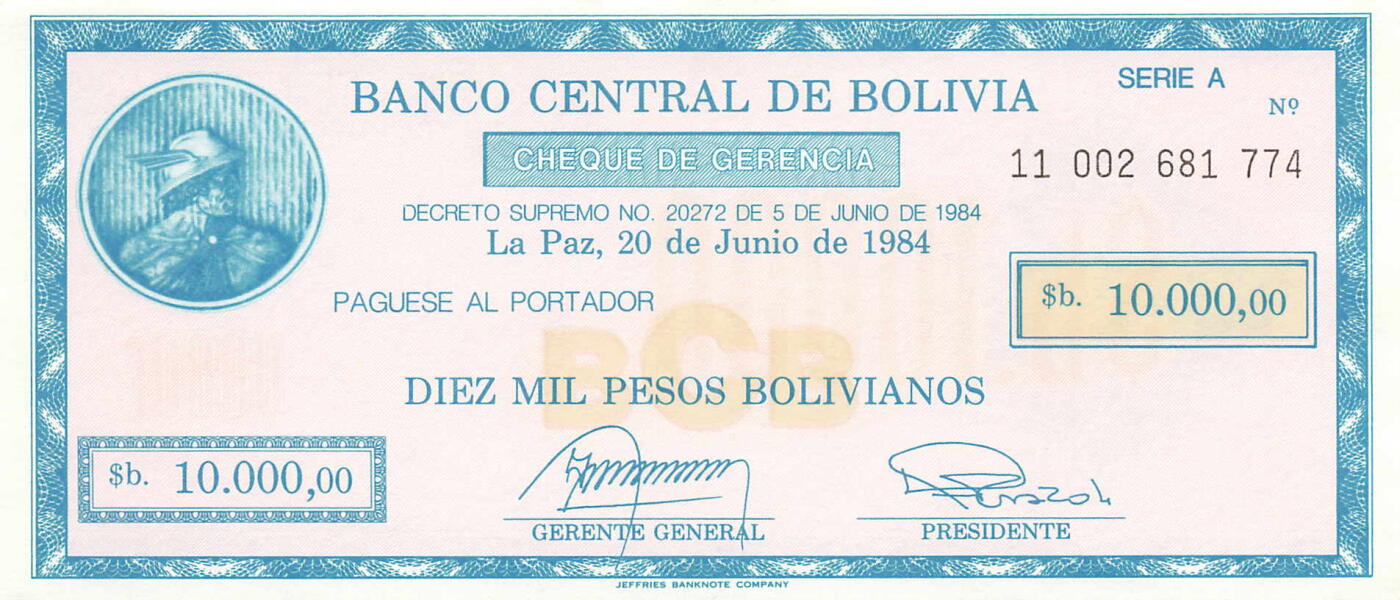 BANCO CENTRAL DE BOLIVIA
SERIE A
Nº
CHEQUE DE GERENCIA
11 002 681 774
DECRETO SUPREMO NO. 20272 DE 5 DE JUNIO DE 1984
La Paz, 20 de Junio de 1984
PAGUESE AL PORTADOR
$b. 10.000,00
BCB
DIEZ MIL PESOS BOLIVIANOS
$b. 10.000,00
GERENTE GENERAL
PRESIDENTE
JEFFRIES BANKNOTE COMPANY